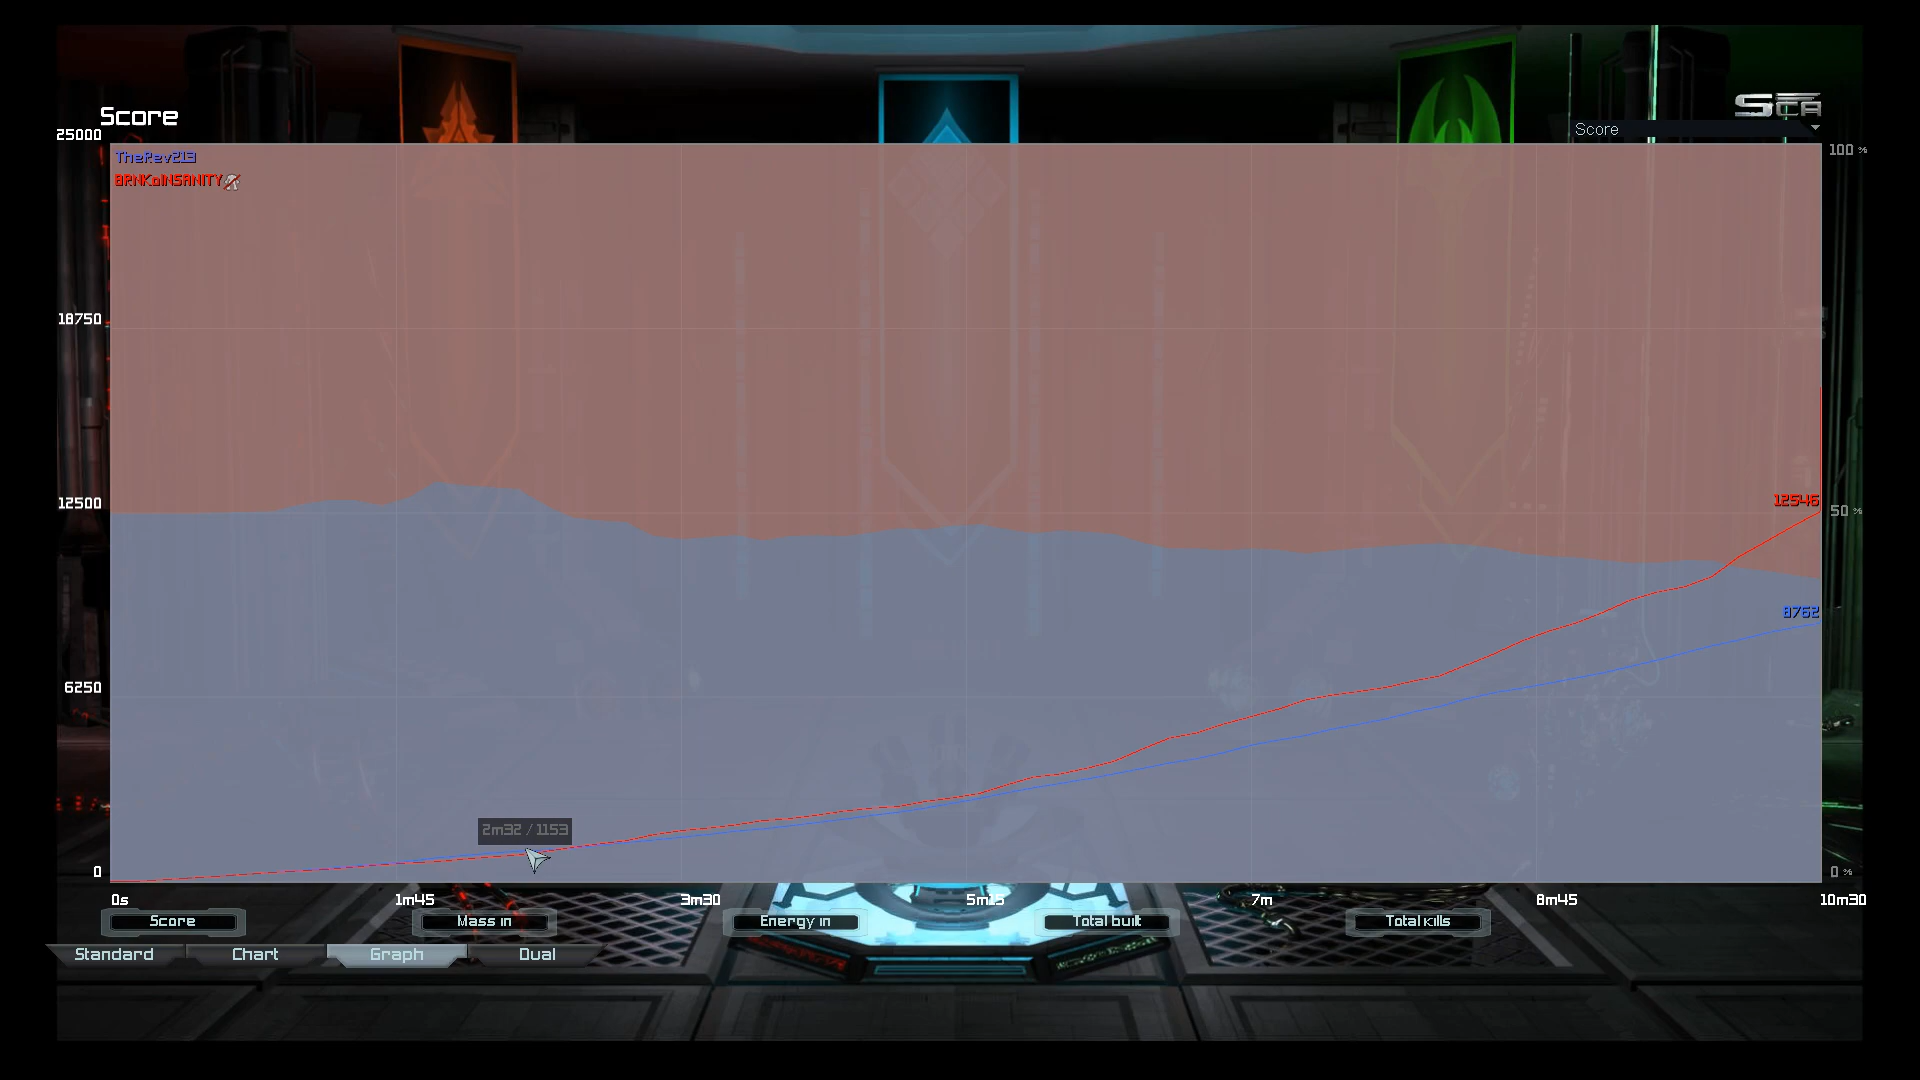 Score
SCA
Score
25000
TheRev213
100 %
BRNKoINSANITY
18750
12500
12546
50 %
8762
6250
2m32 / 1153
0
0 %
0s
1m45
3m30
5m15
7m
8m45
10m30
Score
Mass in
Energy in
Total built
Total kills
Standard
Chart
Graph
Dual